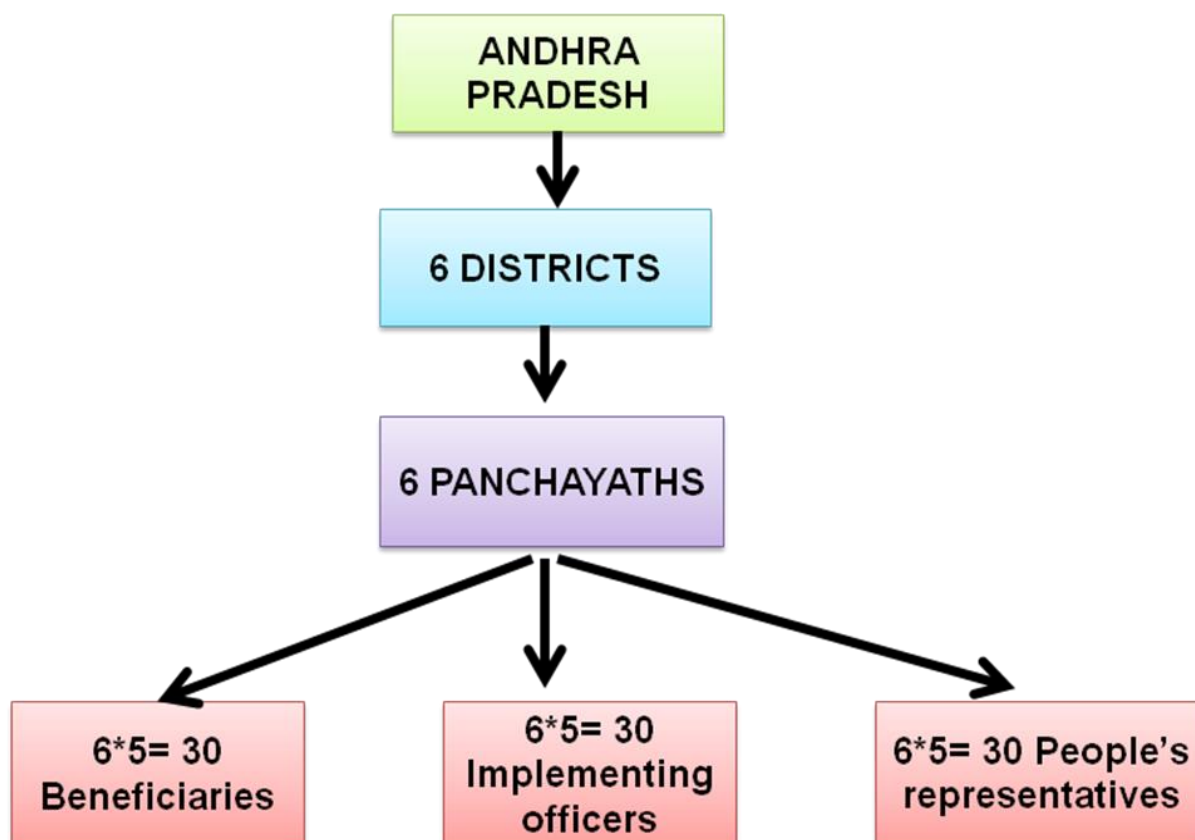 ANDHRA
PRADESH
6 DISTRICTS
6 PANCHAYATHS
6*5= 30
Beneficiaries
6*5= 30
Implementing
officers
6*5= 30 People’s
representatives